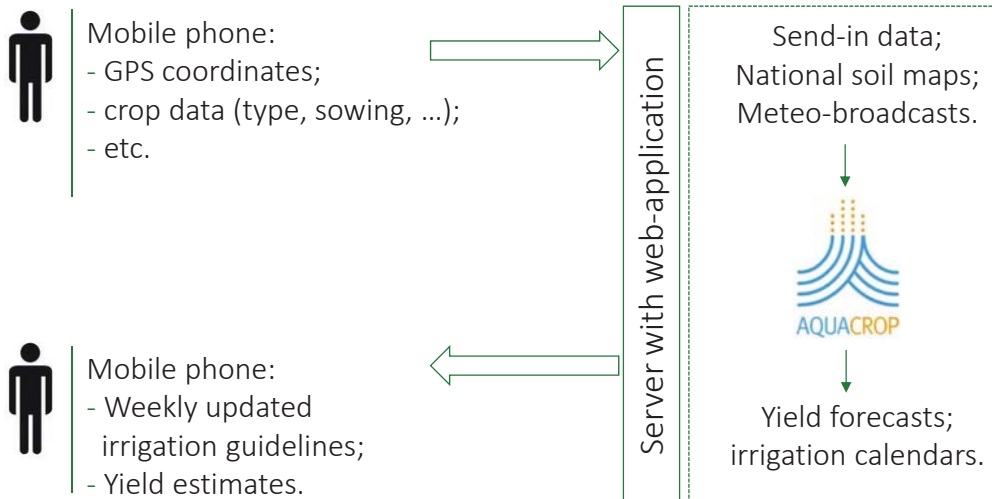 Mobile phone:
- GPS coordinates;
- crop data (type, sowing, …);
- etc.
Mobile phone:
- Weekly updated
irrigation guidelines;
- Yield estimates.
Server with web-application
Send-in data;
National soil maps;
Meteo-broadcasts.
AQUACROP
Yield forecasts;
irrigation calendars.